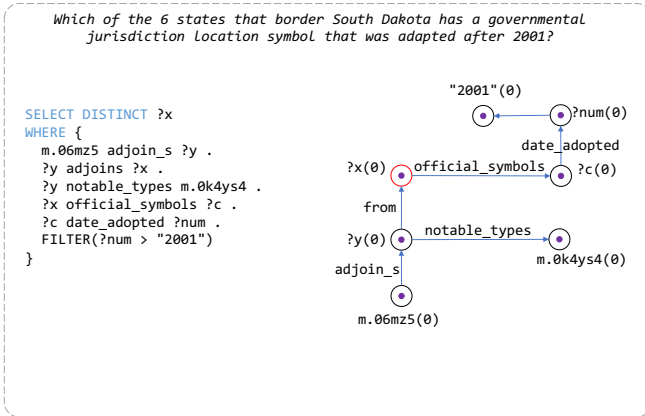 Which of the 6 states that border South Dakota has a governmental
jurisdiction location symbol that was adapted after 2001?
SELECT DISTINCT ?x
WHERE {
m.06mz5 adjoin_s ?y .
?y adjoins ?x .
?y notable_types m.0k4ys4 .
?x official_symbols ?c .
?c date_adopted ?num .
FILTER(?num > "2001")
}
"2001"(0)
?num(0)
date_adopted
?x(0)
official_symbols
?c(0)
from
?y(0)
notable_types
m.0k4ys4(0)
adjoin_s
m.06mz5(0)